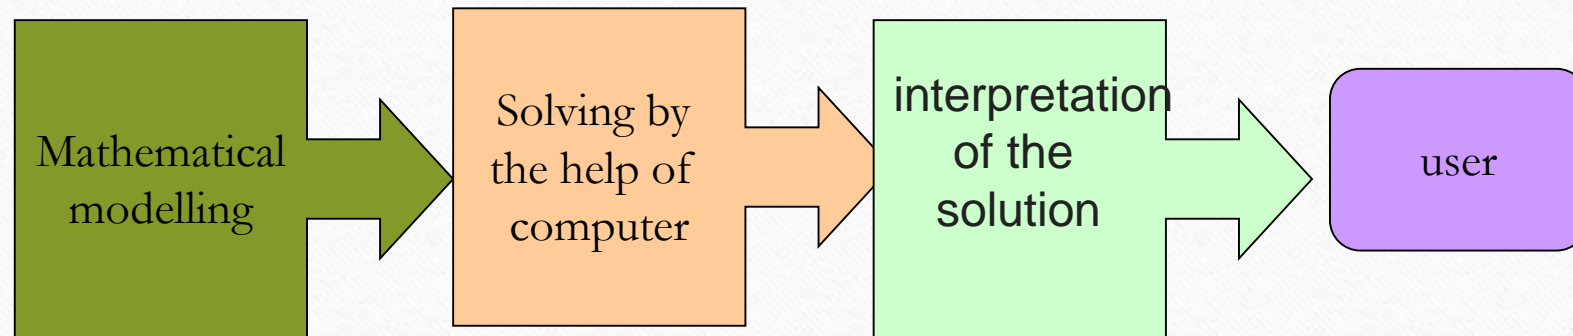 Mathematical
modelling
Solving by
the help of
computer
interpretation
of the
solution
user